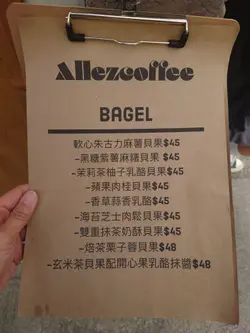 Allezcoffee
BAGEL
軟心朱古力麻薯貝果$45
-黑糖紫薯麻糬貝果 $45
-茉莉茶柚子乳酪貝果$45
-蘋果肉桂貝果$45
-香草蒜香乳酪$45
-海苔芝士肉鬆貝果$45
-雙重抹茶奶酥貝果$45
-焙茶栗子蓉貝果$48
-玄米茶貝果配開心果乳酪抹醬$48